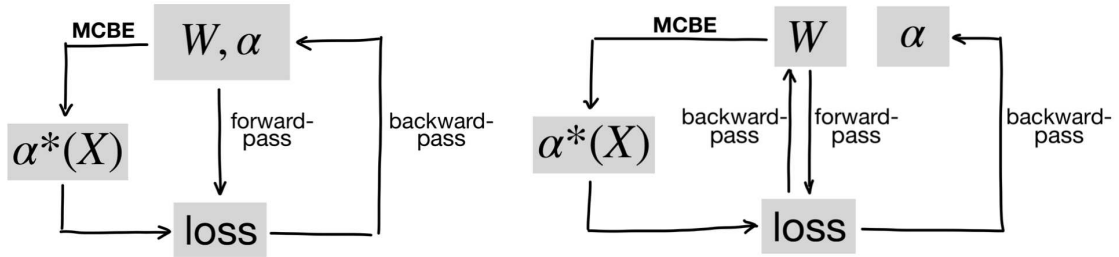 MCBE
W, α
forward-
pass
backward-
pass
α*(X)
loss
MCBE
W
α
backward-
pass
forward-
pass
backward-
pass
α*(X)
loss